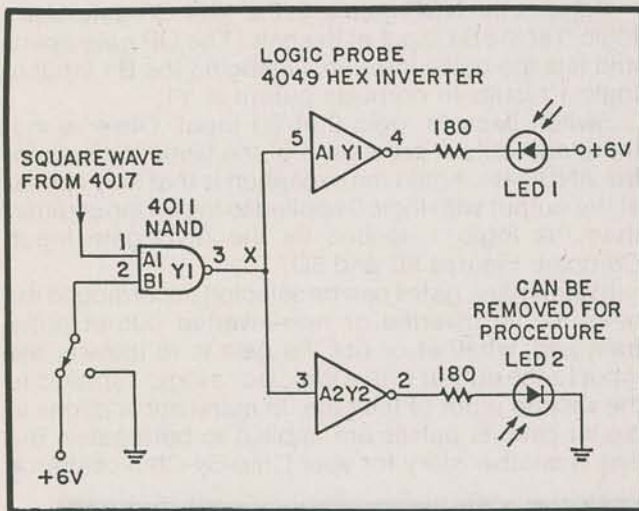 LOGIC PROBE
4049 HEX INVERTER
5 A1 Y1 4 180 +6V
LED 1
SQUAREWAVE
FROM 4017
4011
NAND
1 A1 Y1 3 X
2 B1
CAN BE
REMOVED FOR
PROCEDURE
LED 2
3 A2Y2 2 180
+6V